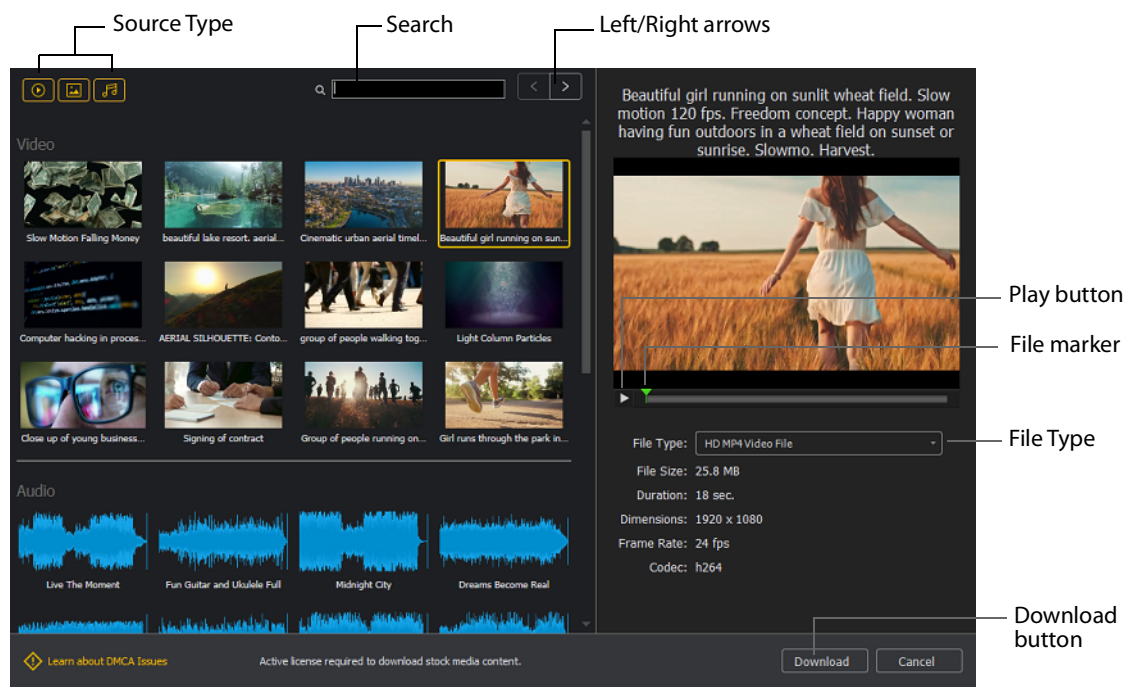 Source Type
Search
Left/Right arrows
Video
Slow Motion Falling Money
beautiful lake resort. aerial...
Cinematic urban aerial timel...
Beautiful girl running on sun...
Computer hacking in proces...
AERIAL SILHOUETTE: Conto...
group of people walking tog...
Light Column Particles
Close up of young business...
Signing of contract
Group of people running on...
Girl runs through the park in...
Audio
Live The Moment
Fun Guitar and Ukulele Full
Midnight City
Dreams Become Real
Beautiful girl running on sunlit wheat field. Slow
motion 120 fps. Freedom concept. Happy woman
having fun outdoors in a wheat field on sunset or
sunrise. Slowmo. Harvest.
Play button
File marker
File Type: HD MP4 Video File
File Type
File Size: 25.8 MB
Duration: 18 sec.
Dimensions: 1920 x 1080
Frame Rate: 24 fps
Codec: h264
Download
button
Learn about DMCA Issues
Active license required to download stock media content.
Download
Cancel